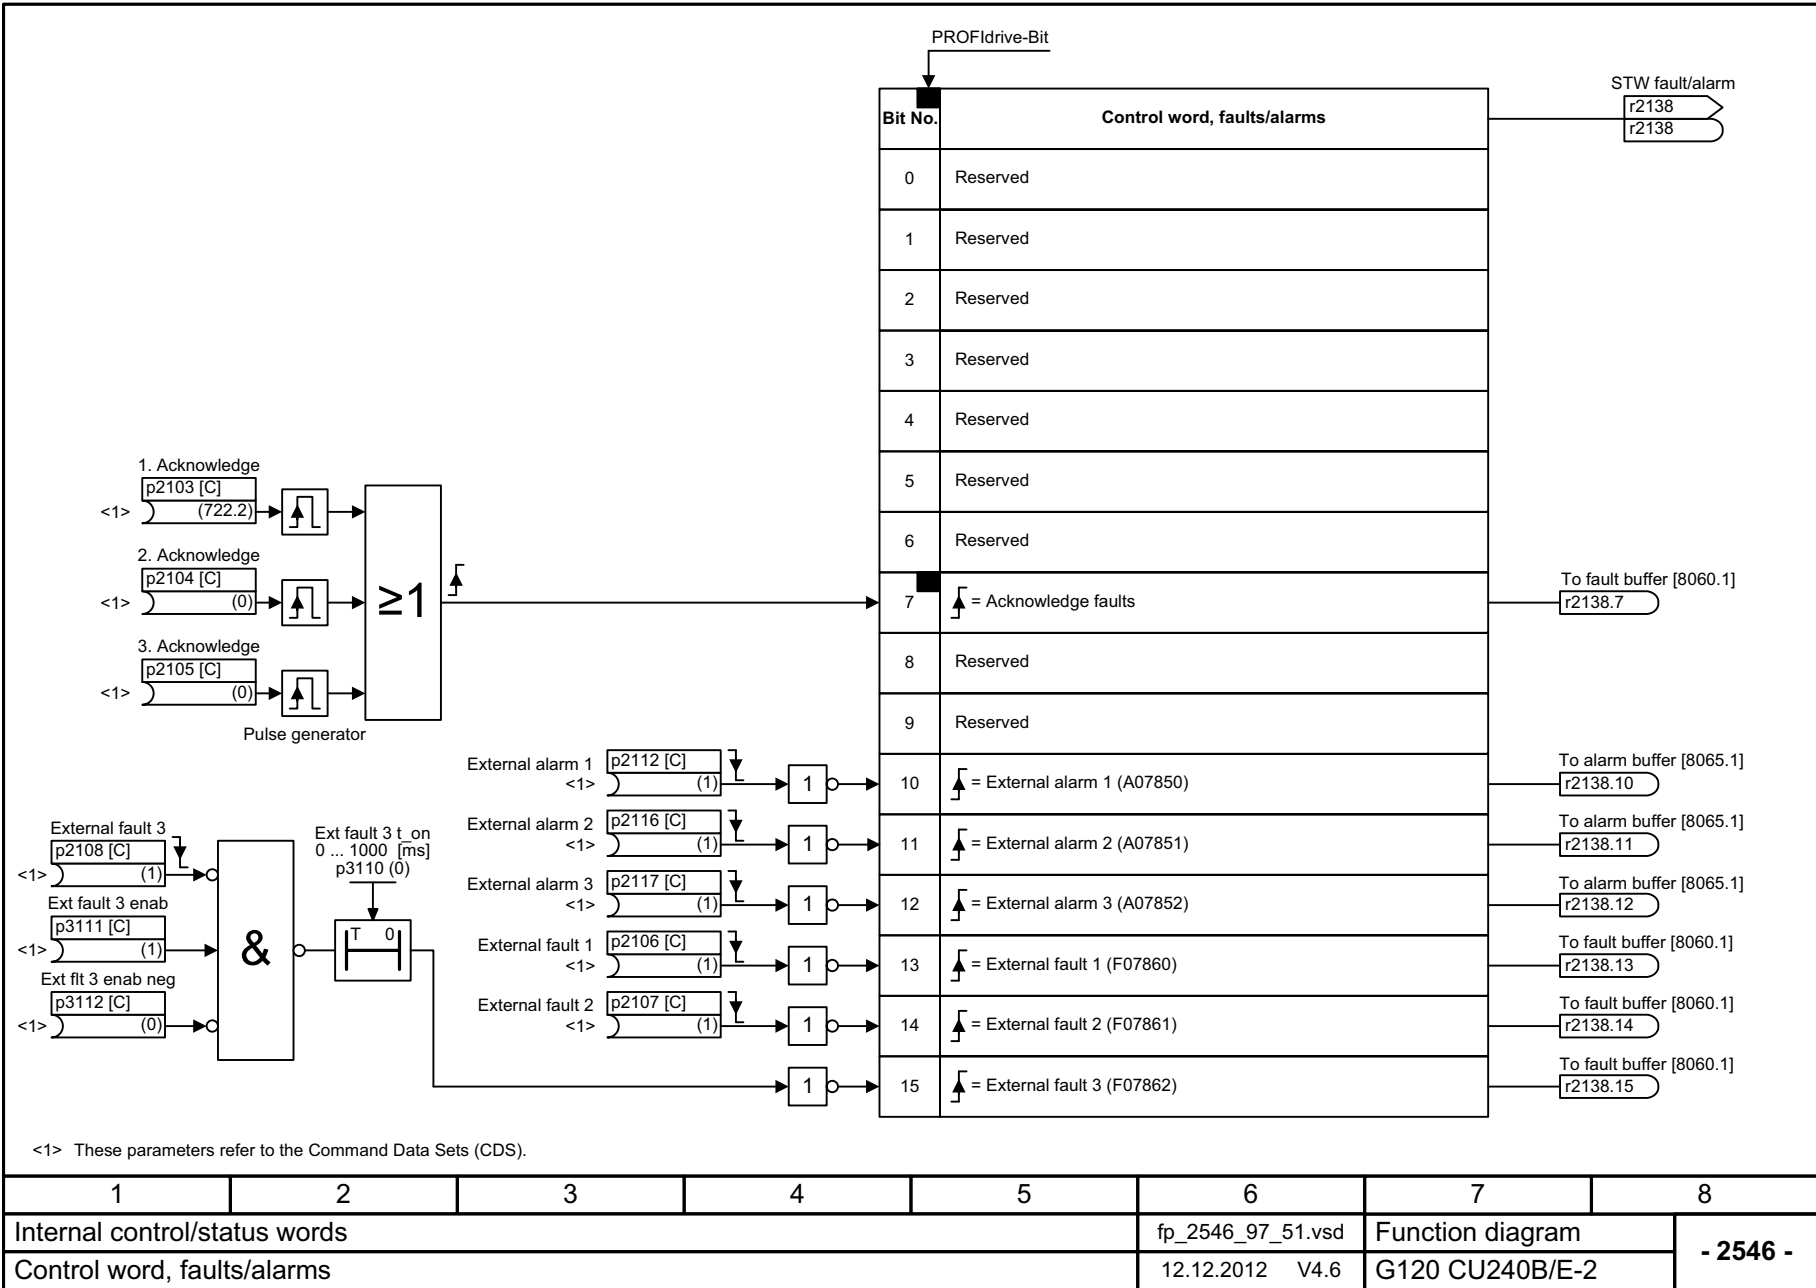 PROFIdrive-Bit
STW fault/alarm
r2138
r2138
Bit No.
Control word, faults/alarms
0
Reserved
1
Reserved
2
Reserved
3
Reserved
4
Reserved
5
Reserved
6
Reserved
1. Acknowledge
p2103 [C]
<1>
(722.2)
2. Acknowledge
p2104 [C]
<1>
(0)
3. Acknowledge
p2105 [C]
<1>
(0)
Pulse generator
≥1
7
= Acknowledge faults
To fault buffer [8060.1]
r2138.7
8
Reserved
9
Reserved
External alarm 1
p2112 [C]
<1>
(1)
1
10
= External alarm 1 (A07850)
To alarm buffer [8065.1]
r2138.10
External alarm 2
p2116 [C]
<1>
(1)
1
11
= External alarm 2 (A07851)
To alarm buffer [8065.1]
r2138.11
External alarm 3
p2117 [C]
<1>
(1)
1
12
= External alarm 3 (A07852)
To alarm buffer [8065.1]
r2138.12
External fault 1
p2106 [C]
<1>
(1)
1
13
= External fault 1 (F07860)
To fault buffer [8060.1]
r2138.13
External fault 2
p2107 [C]
<1>
(1)
1
14
= External fault 2 (F07861)
To fault buffer [8060.1]
r2138.14
External fault 3
p2108 [C]
<1>
(1)
Ext fault 3 enab
p3111 [C]
<1>
(1)
Ext flt 3 enab neg
p3112 [C]
<1>
(0)
&
Ext fault 3 t_on
0 ... 1000 [ms]
p3110 (0)
T 0
1
15
= External fault 3 (F07862)
To fault buffer [8060.1]
r2138.15
<1> These parameters refer to the Command Data Sets (CDS).
1 2 3 4 5 6 7 8
Internal control/status words
fp_2546_97_51.vsd
Function diagram
- 2546 -
Control word, faults/alarms
12.12.2012 V4.6
G120 CU240B/E-2